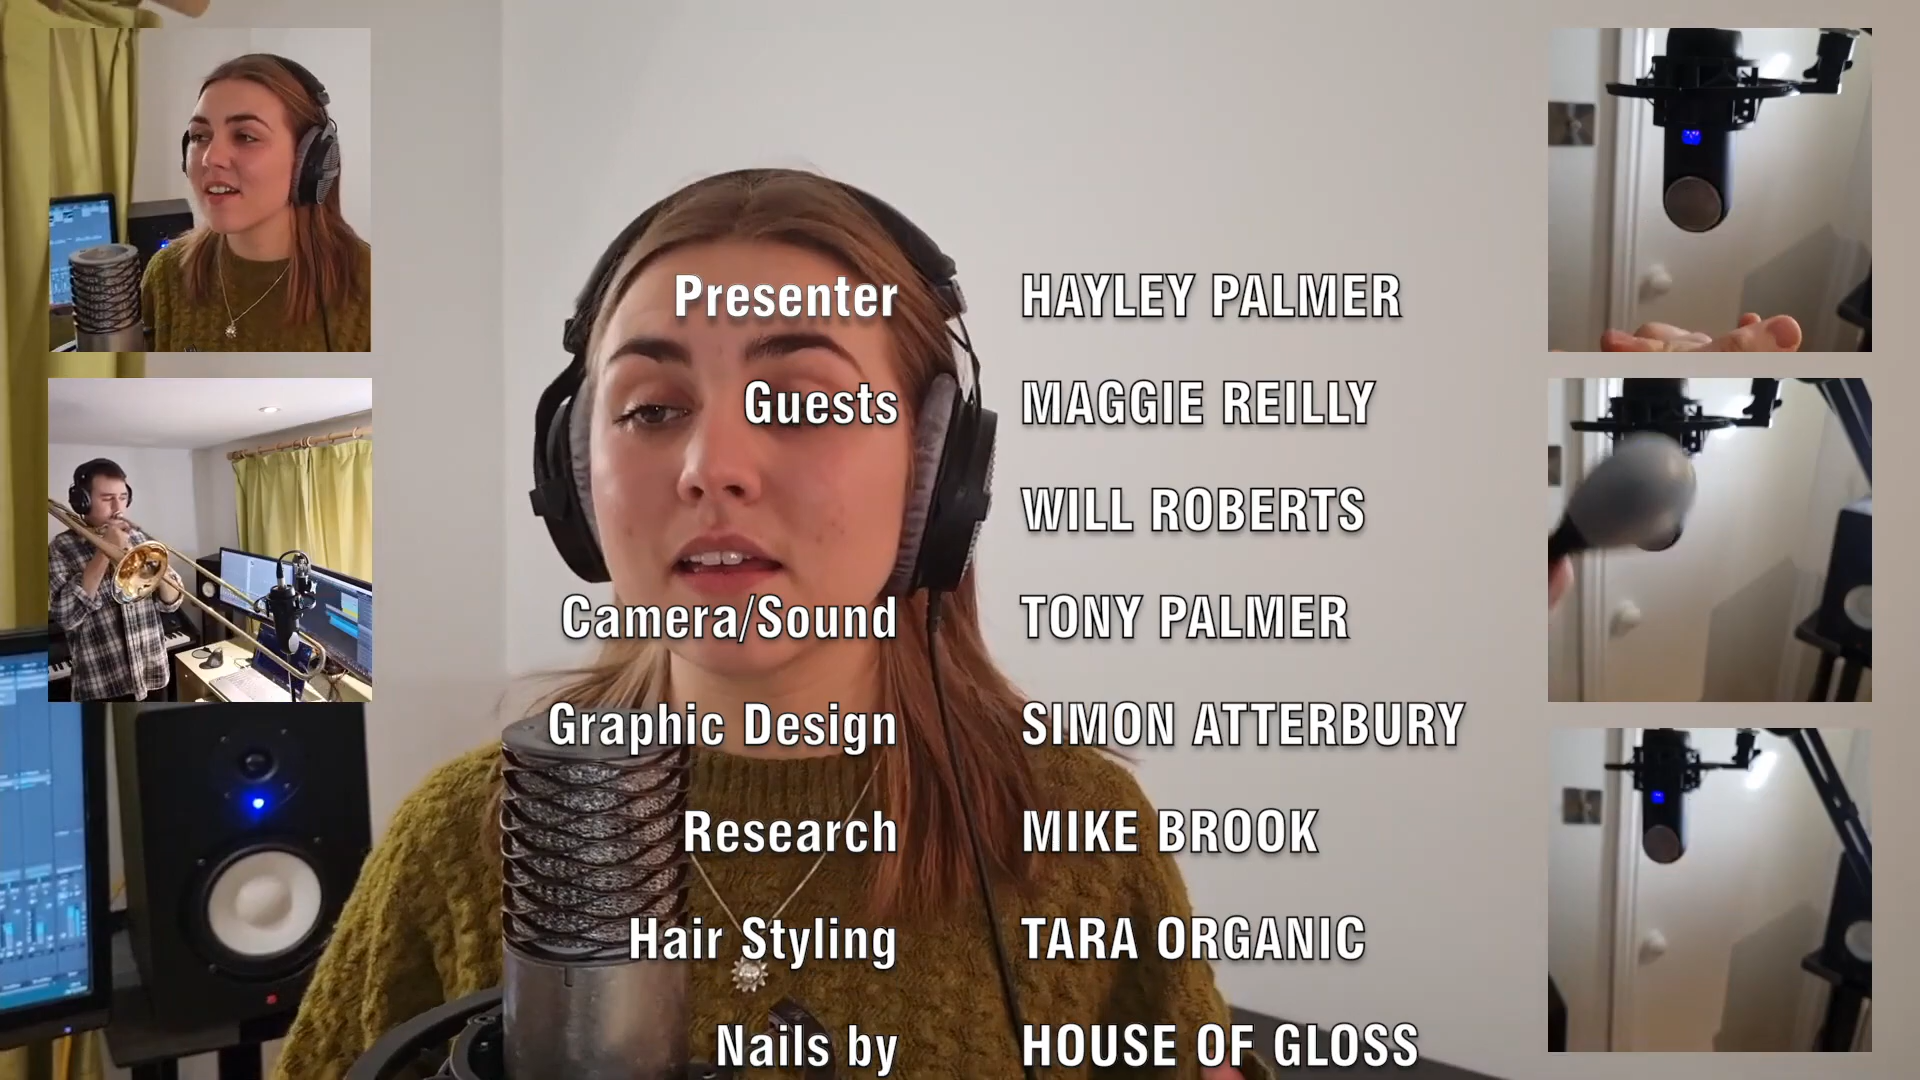 Presenter HAYLEY PALMER
Guests MAGGIE REILLY
WILL ROBERTS
Camera/Sound TONY PALMER
Graphic Design SIMON ATTERBURY
Research MIKE BROOK
Hair Styling TARA ORGANIC
Nails by HOUSE OF GLOSS